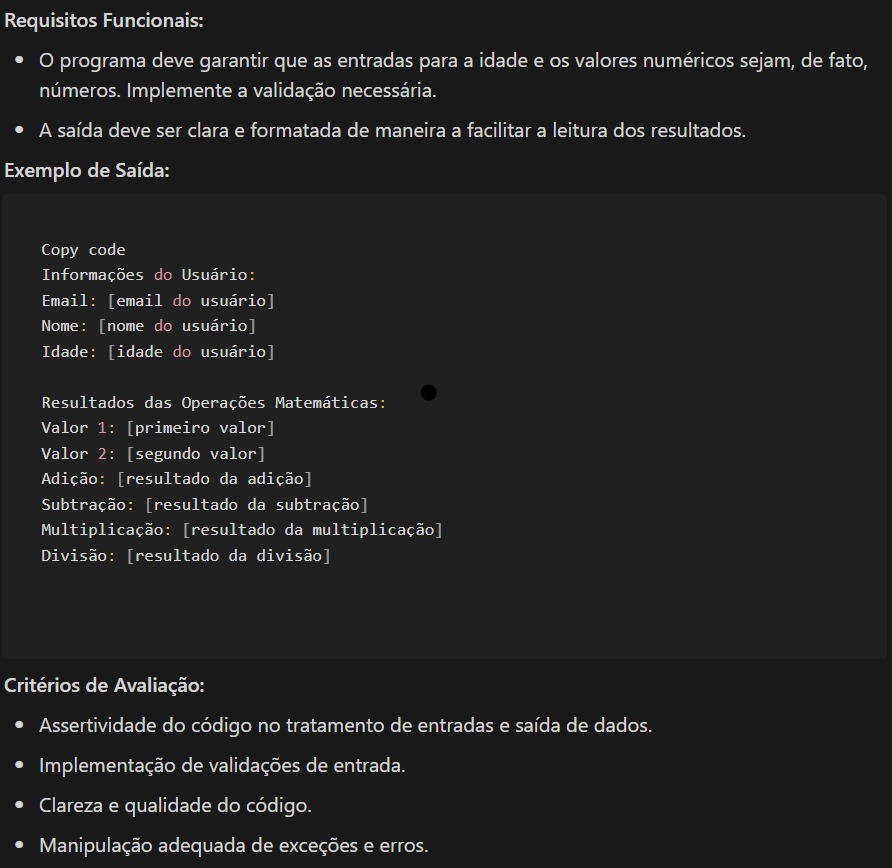 Requisitos Funcionais:
O programa deve garantir que as entradas para a idade e os valores numéricos sejam, de fato,
números. Implemente a validação necessária.
A saída deve ser clara e formatada de maneira a facilitar a leitura dos resultados.
Exemplo de Saída:
Copy code
Informações do Usuário:
Email: [email do usuário]
Nome: [nome do usuário]
Idade: [idade do usuário]
Resultados das Operações Matemáticas:
Valor 1: [primeiro valor]
Valor 2: [segundo valor]
Adição: [resultado da adição]
Subtração: [resultado da subtração]
Multiplicação: [resultado da multiplicação]
Divisão: [resultado da divisão]
Critérios de Avaliação:
Assertividade do código no tratamento de entradas e saída de dados.
Implementação de validações de entrada.
Clareza e qualidade do código.
Manipulação adequada de exceções e erros.